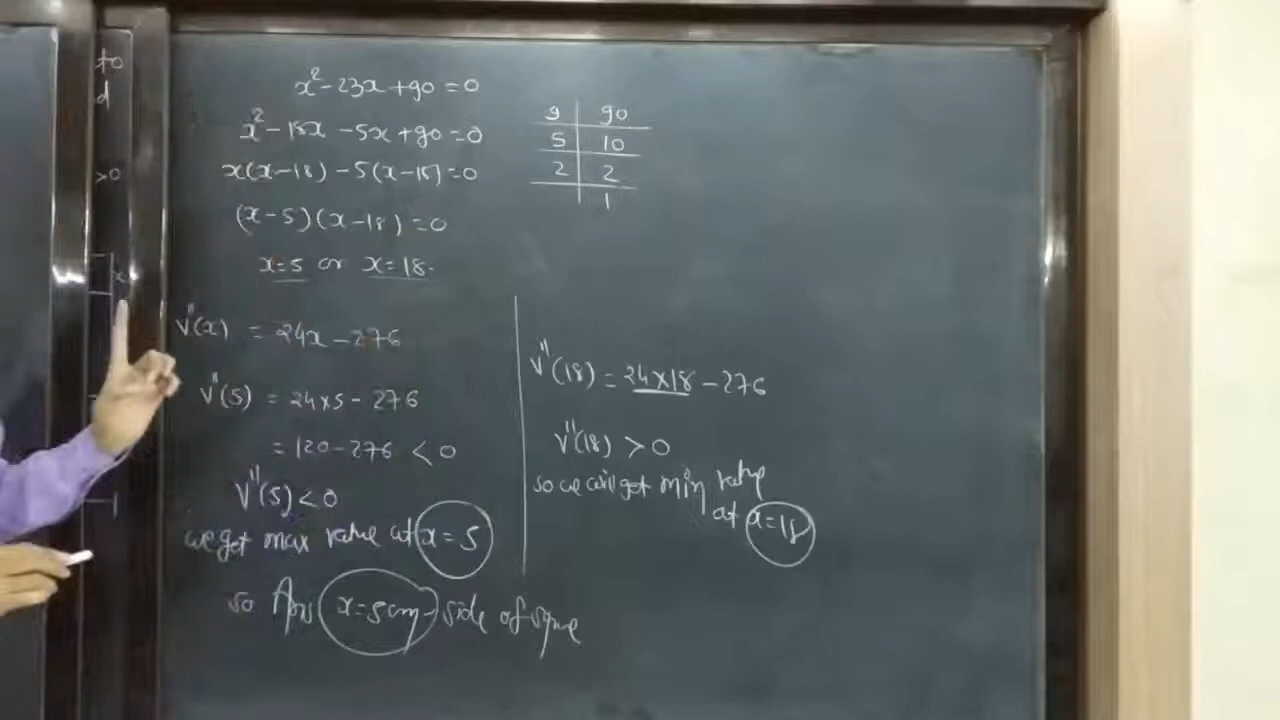 to
d
>0
x² - 23x + 90 = 0
x² - 18x - 5x + 90 = 0
x(x-18) - 5(x-18) = 0
(x-5)(x-18) = 0
x=5 or x=18.
9 | 90
5 | 10
2 | 2
1
V''(x) = 24x - 276
V''(5) = 24×5 - 276
= 120 - 276 < 0
V''(5) < 0
we get max value at x=5
so Ans x=5cm - side of square
V''(18) = 24×18 - 276
V''(18) > 0
so we will get min value
at x=18